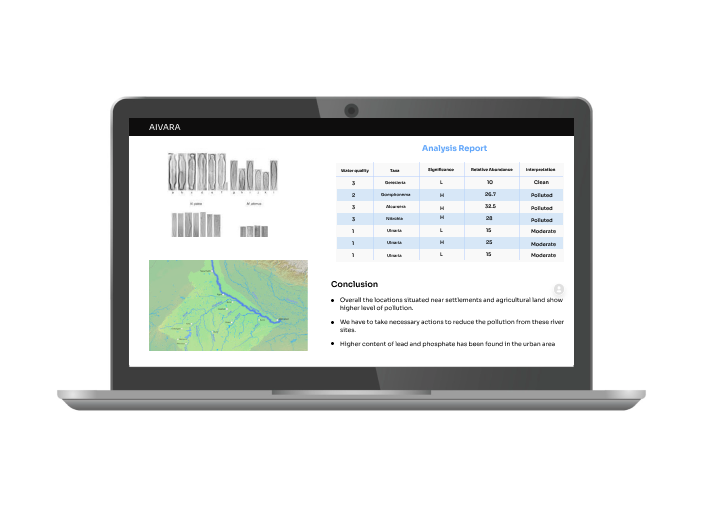 AIVARA
Analysis Report
Water quality Taxa Significance Relative Abundance Interpretation
3 Geissleria L 10 Clean
2 Gomphonema H 26.7 Polluted
3 H 32.5 Polluted
3 Nitzshia H 28 Polluted
1 Ulnaria L 15 Moderate
1 Ulnaria H 25 Moderate
1 Ulnaria L 15 Moderate
Conclusion
Overall the locations situated near settlements and agricultural land show
higher level of pollution.
We have to take necessary actions to reduce the pollution from these river
sites.
Higher content of lead and phosphate has been found in the urban area